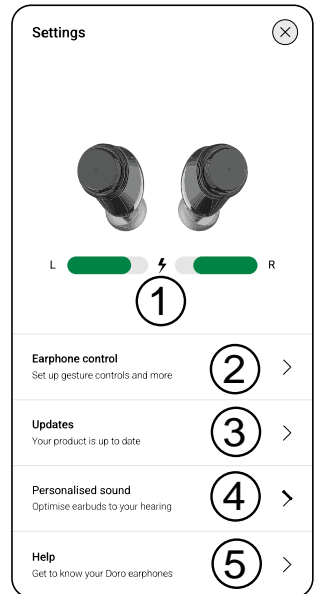 Settings
L R
1
Earphone control
Set up gesture controls and more
2
Updates
Your product is up to date
3
Personalised sound
Optimise earbuds to your hearing
4
Help
Get to know your Doro earphones
5